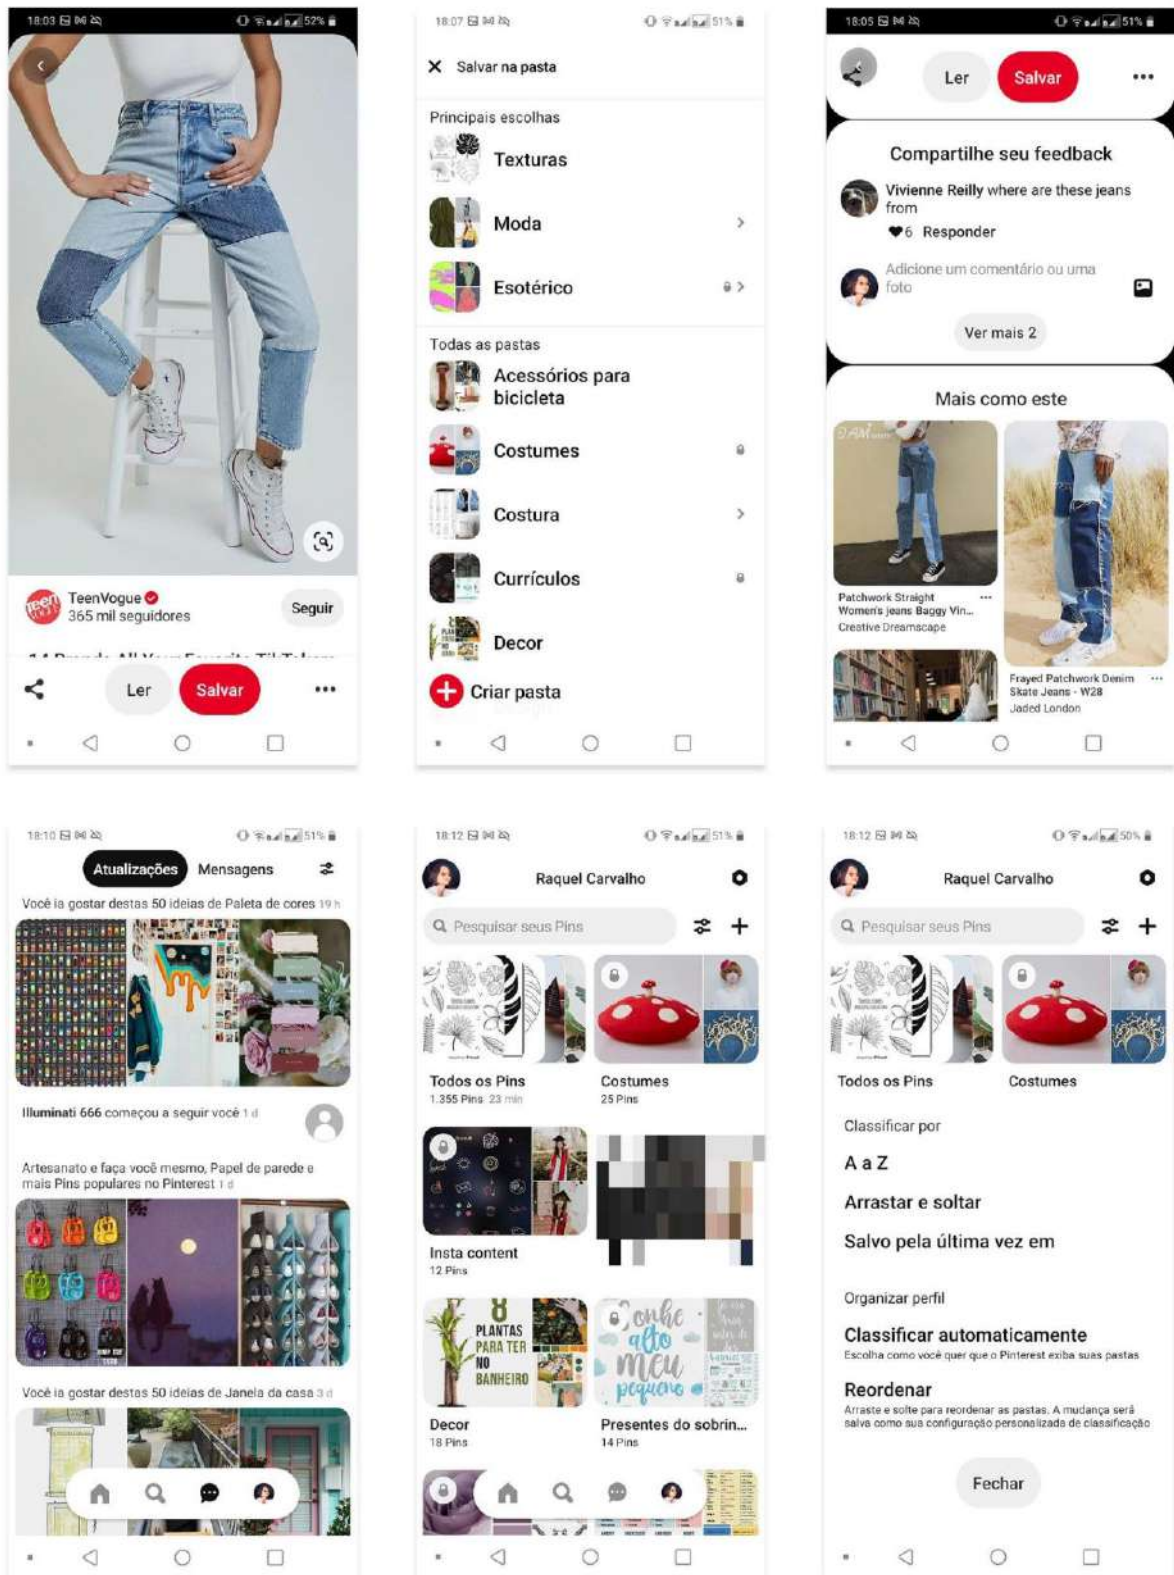 18:03
52%
TeenVogue
365 mil seguidores
Seguir
Ler
Salvar
18:07
51%
Salvar na pasta
Principais escolhas
Texturas
Moda
Esotérico
Todas as pastas
Acessórios para
bicicleta
Costumes
Costura
Currículos
Decor
Criar pasta
18:05
51%
Ler
Salvar
Compartilhe seu feedback
Vivienne Reilly where are these jeans
from
6 Responder
Adicione um comentário ou uma
foto
Ver mais 2
Mais como este
Patchwork Straight
Women's jeans Baggy Vin...
Creative Dreamscape
Frayed Patchwork Denim
Skate Jeans - W28
Jaded London
18:10
51%
Atualizações
Mensagens
Você ia gostar destas 50 ideias de Paleta de cores 19 h
Illuminati 666 começou a seguir você 1 d
Artesanato e faça você mesmo, Papel de parede e
mais Pins populares no Pinterest 1 d
Você ia gostar destas 50 ideias de Janela da casa 3 d
18:12
51%
Raquel Carvalho
Pesquisar seus Pins
Todos os Pins
1.355 Pins 23 min
Costumes
25 Pins
Insta content
12 Pins
8
PLANTAS
PARA TER
NO
BANHEIRO
Sonhe
alto
meu
pequeno
Decor
18 Pins
Presentes do sobrin...
14 Pins
18:12
50%
Raquel Carvalho
Pesquisar seus Pins
Todos os Pins
Costumes
Classificar por
A a Z
Arrastar e soltar
Salvo pela última vez em
Organizar perfil
Classificar automaticamente
Escolha como você quer que o Pinterest exiba suas pastas
Reordenar
Arraste e solte para reordenar as pastas. A mudança será
salva como sua configuração personalizada de classificação
Fechar